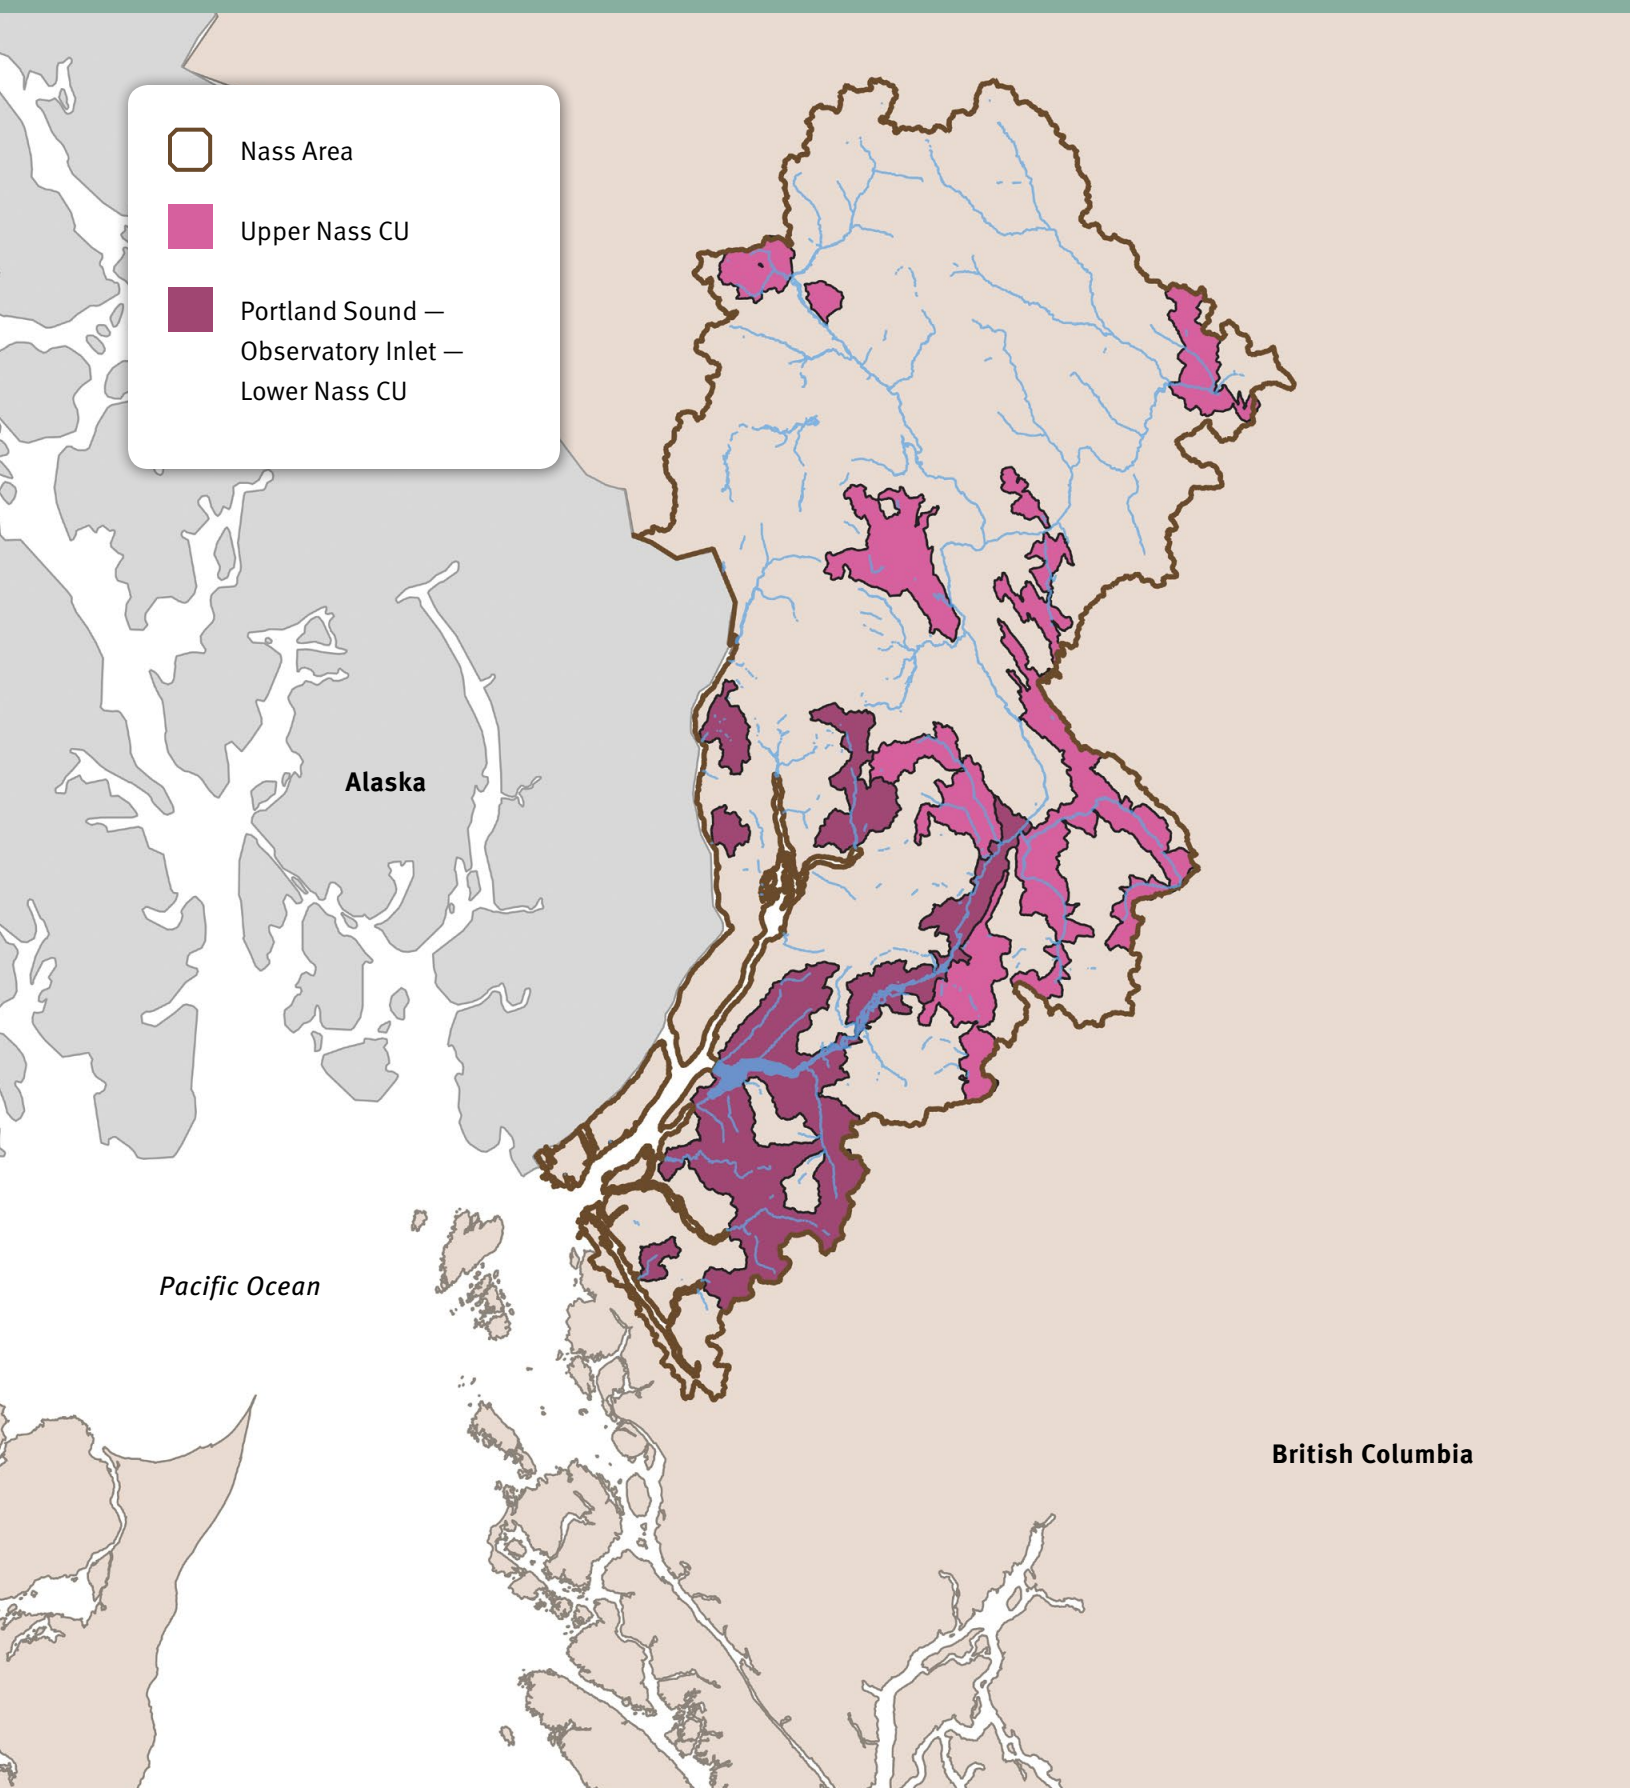 Nass Area
Upper Nass CU
Portland Sound —
Observatory Inlet —
Lower Nass CU
Alaska
Pacific Ocean
British Columbia